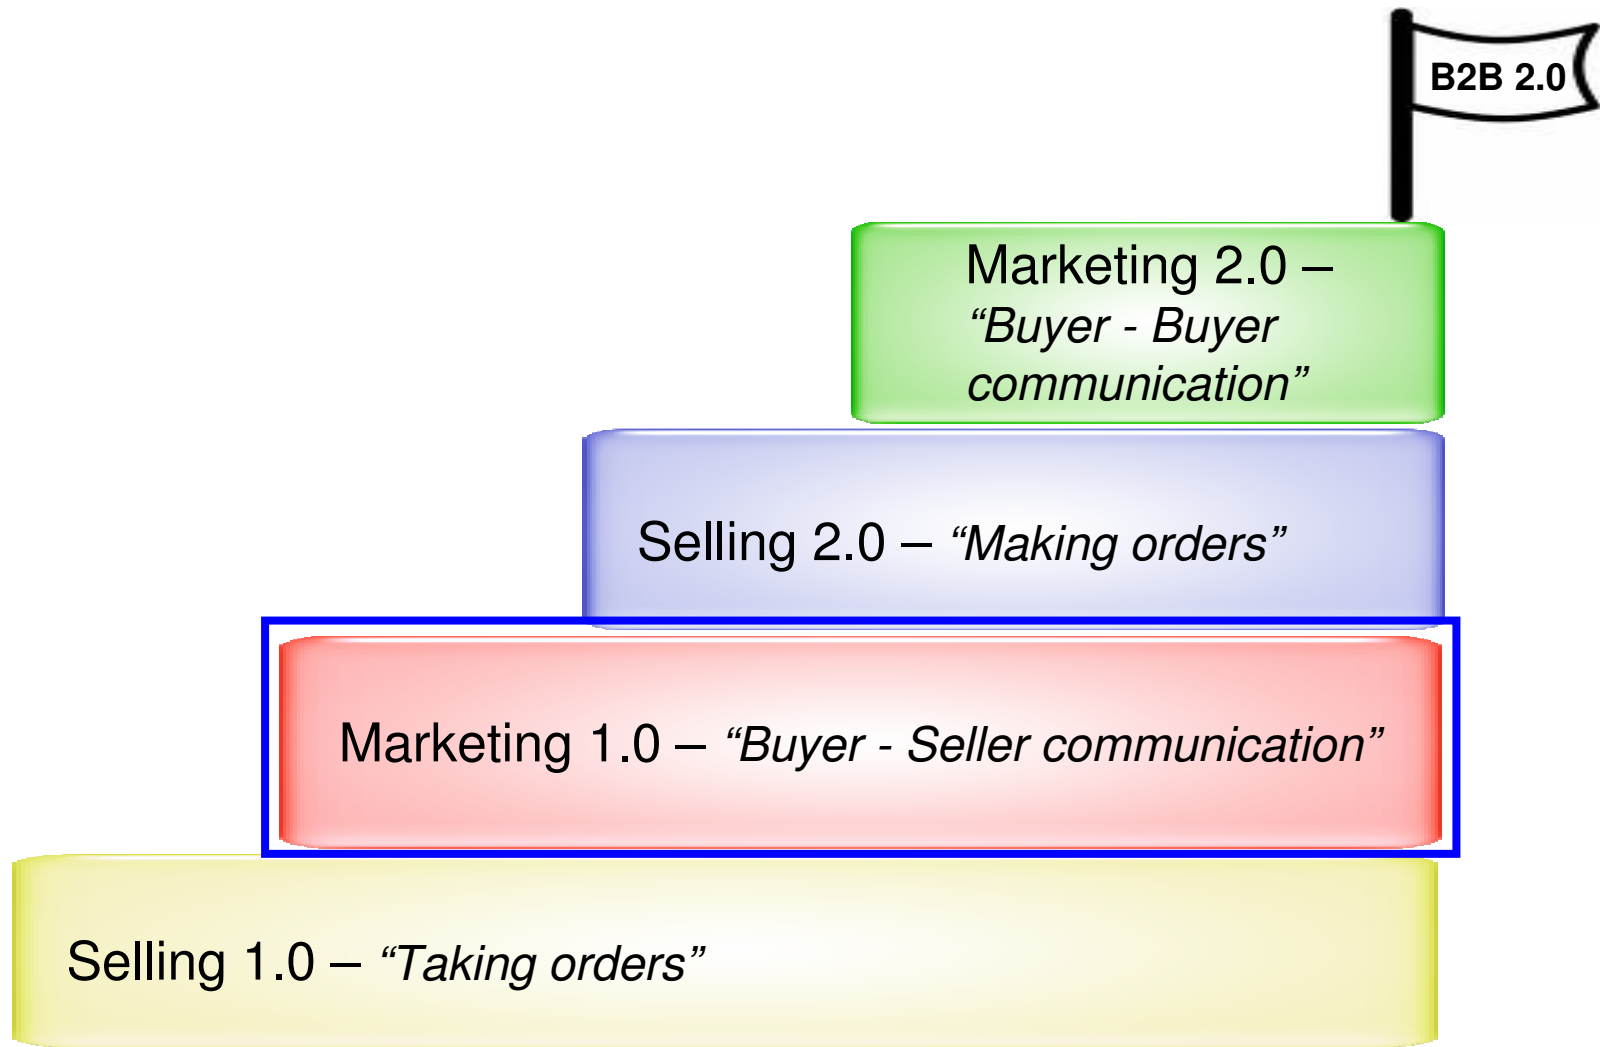 B2B 2.0
Marketing 2.0 –
“Buyer - Buyer
communication”
Selling 2.0 – “Making orders”
Marketing 1.0 – “Buyer - Seller communication”
Selling 1.0 – “Taking orders”